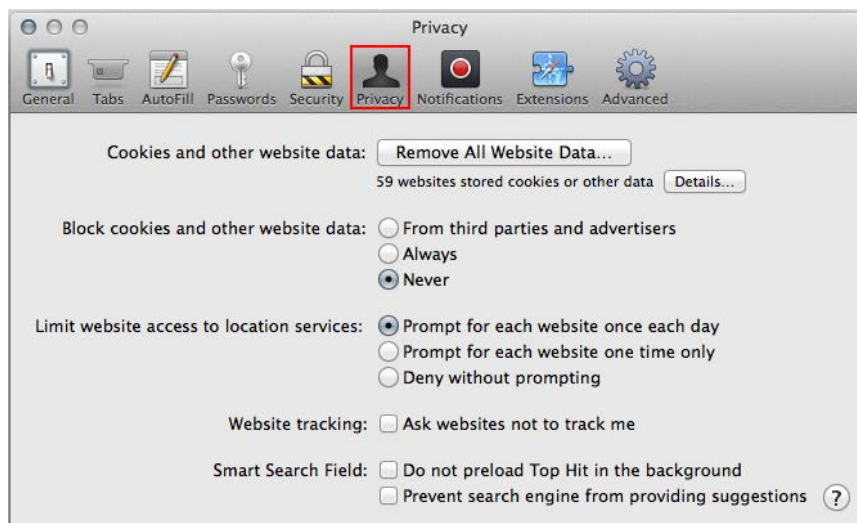 Privacy
General Tabs AutoFill Passwords Security Privacy Notifications Extensions Advanced
Cookies and other website data: Remove All Website Data...
59 websites stored cookies or other data Details...
Block cookies and other website data: From third parties and advertisers
Always
Never
Limit website access to location services: Prompt for each website once each day
Prompt for each website one time only
Deny without prompting
Website tracking: Ask websites not to track me
Smart Search Field: Do not preload Top Hit in the background
Prevent search engine from providing suggestions ?